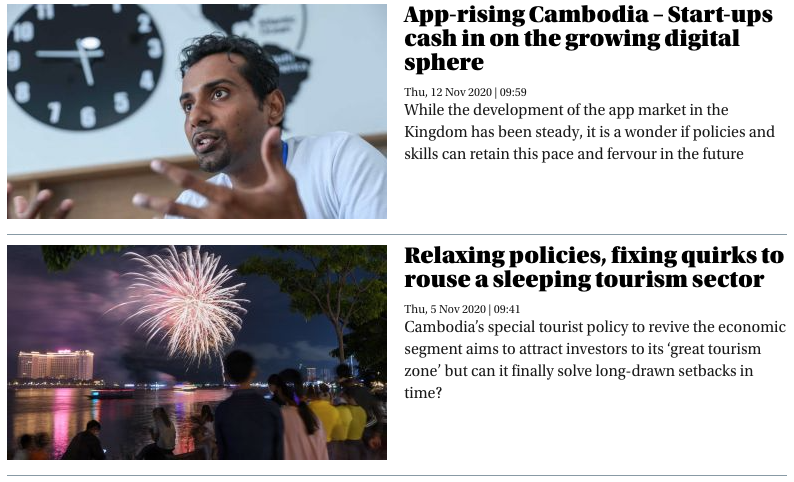 App-rising Cambodia – Start-ups
cash in on the growing digital
sphere
Thu, 12 Nov 2020 | 09:59
While the development of the app market in the
Kingdom has been steady, it is a wonder if policies and
skills can retain this pace and fervour in the future
Relaxing policies, fixing quirks to
rouse a sleeping tourism sector
Thu, 5 Nov 2020 | 09:41
Cambodia's special tourist policy to revive the economic
segment aims to attract investors to its ‘great tourism
zone’ but can it finally solve long-drawn setbacks in
time?